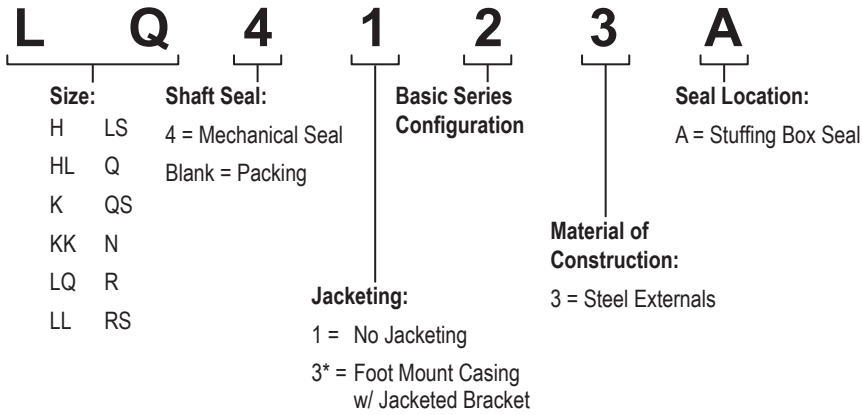 L Q 4 1 2 3 A
Size:
H LS
HL Q
K QS
KK N
LQ R
LL RS
Shaft Seal:
4 = Mechanical Seal
Blank = Packing
Jacketing:
1 = No Jacketing
3* = Foot Mount Casing
w/ Jacketed Bracket
Basic Series
Configuration
Material of
Construction:
3 = Steel Externals
Seal Location:
A = Stuffing Box Seal